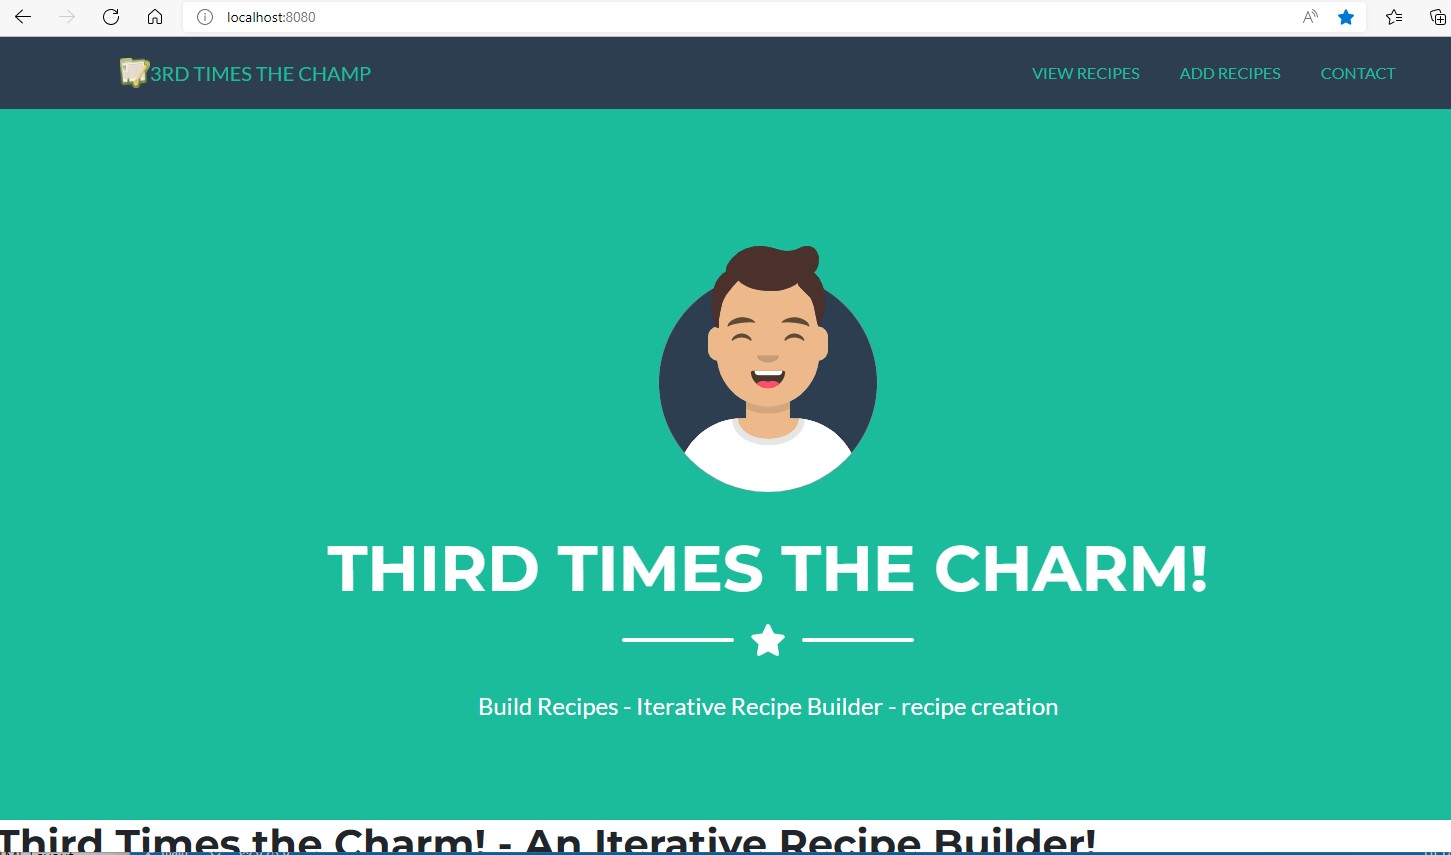 localhost:8080
3RD TIMES THE CHAMP
VIEW RECIPES ADD RECIPES CONTACT
THIRD TIMES THE CHARM!
Build Recipes - Iterative Recipe Builder - recipe creation
Third Times the Charm! - An Iterative Recipe Builder!